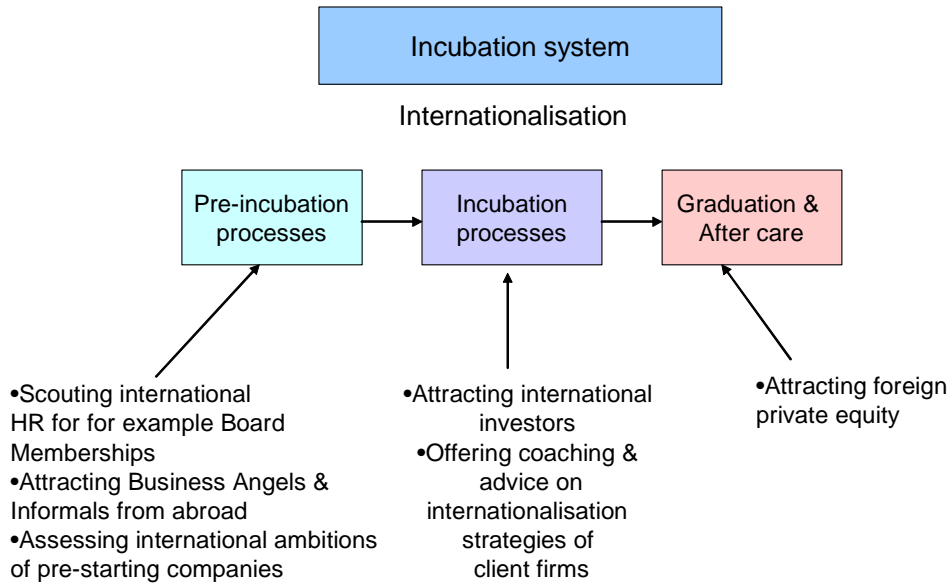 Incubation system
Internationalisation
Pre-incubation
processes
Incubation
processes
Graduation &
After care
•Scouting international
HR for for example Board
Memberships
•Attracting Business Angels &
Informals from abroad
•Assessing international ambitions
of pre-starting companies
•Attracting international
investors
•Offering coaching &
advice on
internationalisation
strategies of
client firms
•Attracting foreign
private equity